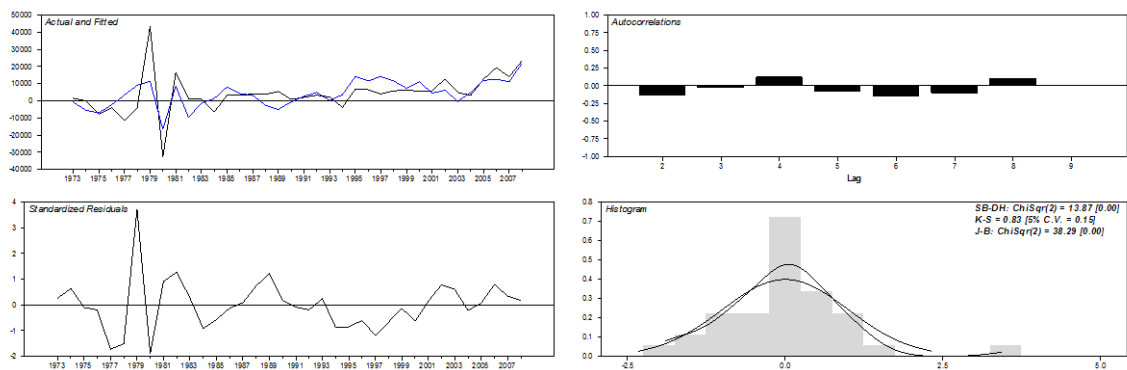 Actual and Fitted
50000
40000
30000
20000
10000
0
-10000
-20000
-30000
-40000
1973 1975 1977 1979 1981 1983 1985 1987 1989 1991 1993 1995 1997 1999 2001 2003 2005 2007
Autocorrelations
1.00
0.75
0.50
0.25
0.00
-0.25
-0.50
-0.75
-1.00
2 3 4 5 6 7 8 9
Lag
Standardized Residuals
4
3
2
1
0
-1
-2
1973 1975 1977 1979 1981 1983 1985 1987 1989 1991 1993 1995 1997 1999 2001 2003 2005 2007
Histogram
SB-DH: ChiSqr(2) = 13.87 [0.00]
K-S = 0.83 [5% C.V. = 0.15]
J-B: ChiSqr(2) = 38.29 [0.00]
0.8
0.7
0.6
0.5
0.4
0.3
0.2
0.1
0.0
-2.5 0.0 2.5 5.0